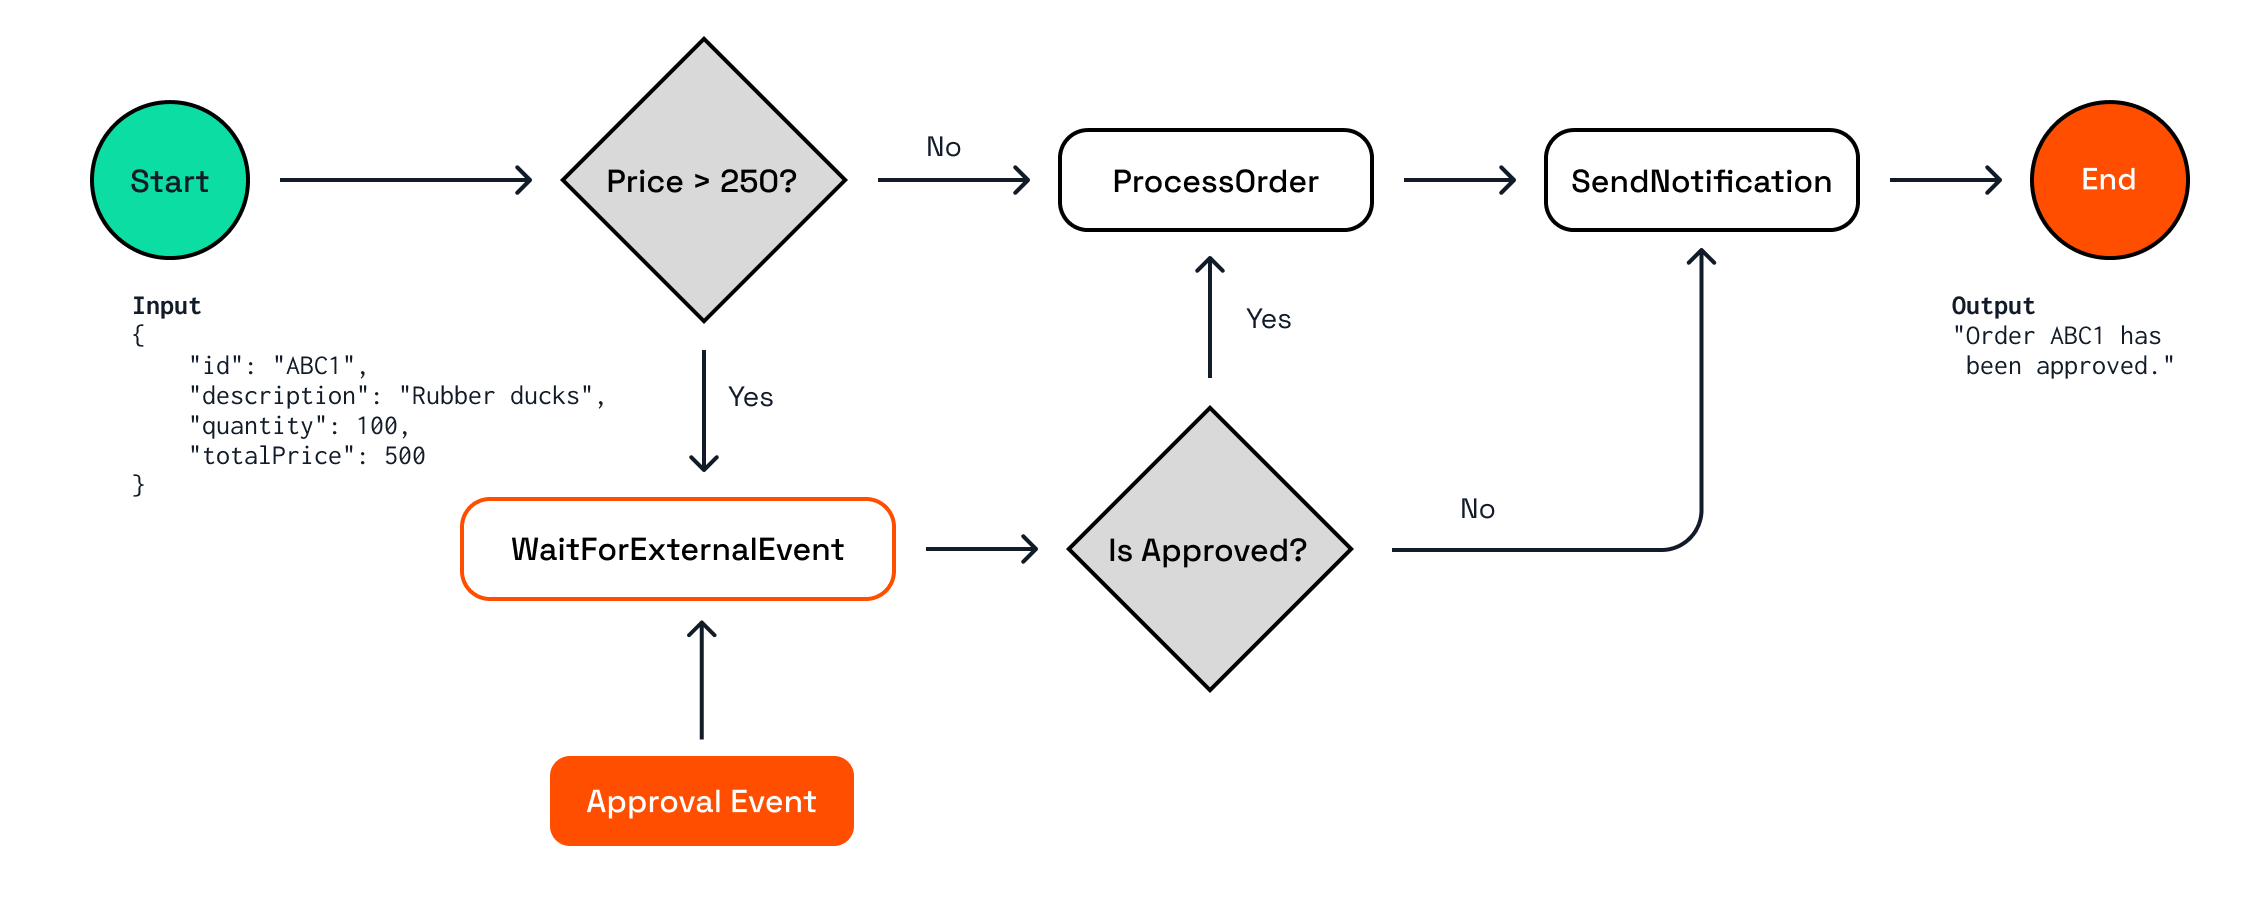 Start
Price > 250?
No
ProcessOrder
SendNotification
End
Input
{
    "id": "ABC1",
    "description": "Rubber ducks",
    "quantity": 100,
    "totalPrice": 500
}
Yes
Yes
Output
"Order ABC1 has
 been approved."
WaitForExternalEvent
Is Approved?
No
Approval Event